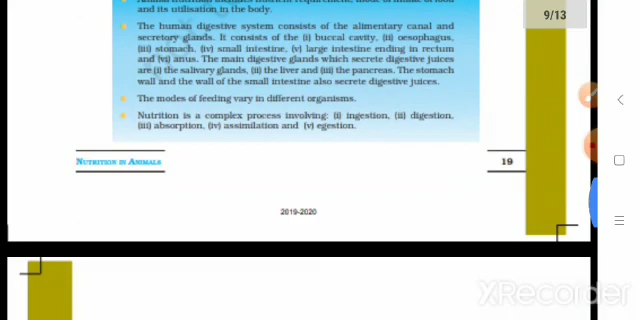 and its utilisation in the body.
9/13
The human digestive system consists of the alimentary canal and
secretory glands. It consists of the (i) buccal cavity, (ii) oesophagus,
(iii) stomach, (iv) small intestine, (v) large intestine ending in rectum
and (vi) anus. The main digestive glands which secrete digestive juices
are (i) the salivary glands, (ii) the liver and (iii) the pancreas. The stomach
wall and the wall of the small intestine also secrete digestive juices.
The modes of feeding vary in different organisms.
Nutrition is a complex process involving: (i) ingestion, (ii) digestion,
(iii) absorption, (iv) assimilation and (v) egestion.
NUTRITION IN ANIMALS
19
2019-2020
XRecorder